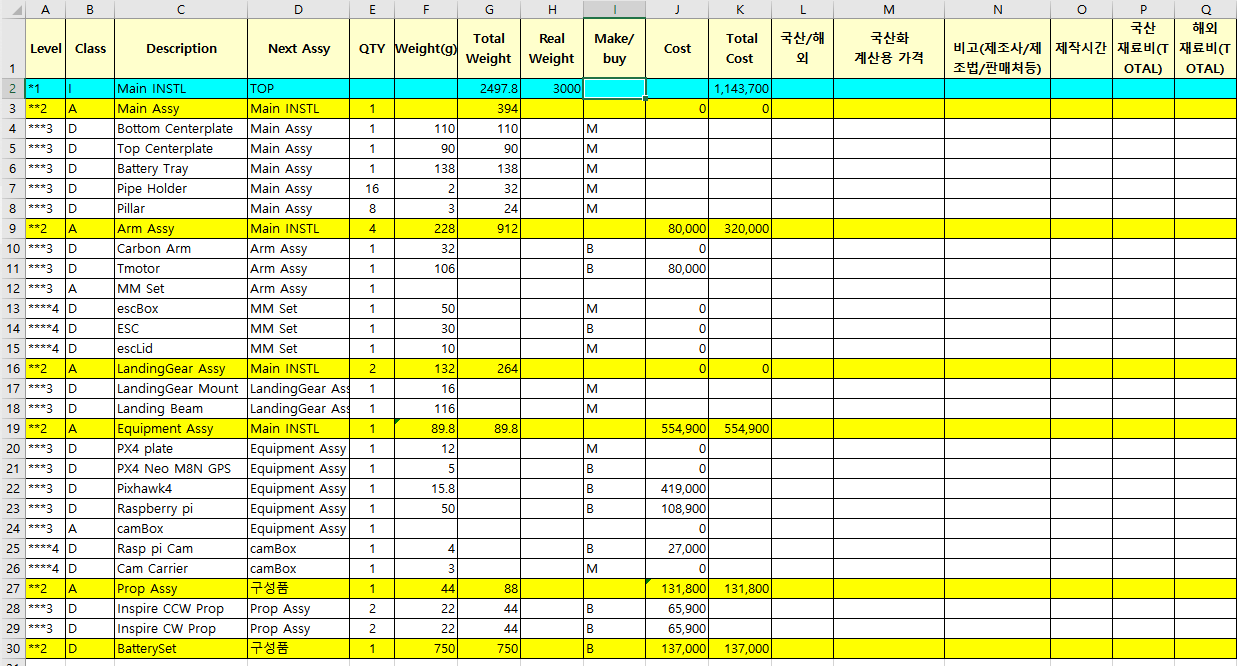 A B C D E F G H I J K L M N O P Q
1 Level Class Description Next Assy QTY Weight(g) Total Weight Real Weight Make/ buy Cost Total Cost 국산/해외 국산화 계산용 가격 비고(제조사/제조법/판매처등) 제작시간 국산 재료비(TOTAL) 해외 재료비(TOTAL)
2 *1 I Main INSTL TOP 2497.8 3000 1,143,700
3 **2 A Main Assy Main INSTL 1 394 0 0
4 ***3 D Bottom Centerplate Main Assy 1 110 110 M
5 ***3 D Top Centerplate Main Assy 1 90 90 M
6 ***3 D Battery Tray Main Assy 1 138 138 M
7 ***3 D Pipe Holder Main Assy 16 2 32 M
8 ***3 D Pillar Main Assy 8 3 24 M
9 **2 A Arm Assy Main INSTL 4 228 912 80,000 320,000
10 ***3 D Carbon Arm Arm Assy 1 32 B 0
11 ***3 D Tmotor Arm Assy 1 106 B 80,000
12 ***3 A MM Set Arm Assy 1
13 ****4 D escBox MM Set 1 50 M 0
14 ****4 D ESC MM Set 1 30 B 0
15 ****4 D escLid MM Set 1 10 M 0
16 **2 A LandingGear Assy Main INSTL 2 132 264 0 0
17 ***3 D LandingGear Mount LandingGear Ass 1 16 M
18 ***3 D Landing Beam LandingGear Ass 1 116 M
19 **2 A Equipment Assy Main INSTL 1 89.8 89.8 554,900 554,900
20 ***3 D PX4 plate Equipment Assy 1 12 M 0
21 ***3 D PX4 Neo M8N GPS Equipment Assy 1 5 B 0
22 ***3 D Pixhawk4 Equipment Assy 1 15.8 B 419,000
23 ***3 D Raspberry pi Equipment Assy 1 50 B 108,900
24 ***3 A camBox Equipment Assy 1 0
25 ****4 D Rasp pi Cam camBox 1 4 B 27,000
26 ****4 D Cam Carrier camBox 1 3 M 0
27 **2 A Prop Assy 구성품 1 44 88 131,800 131,800
28 ***3 D Inspire CCW Prop Prop Assy 2 22 44 B 65,900
29 ***3 D Inspire CW Prop Prop Assy 2 22 44 B 65,900
30 **2 D BatterySet 구성품 1 750 750 B 137,000 137,000